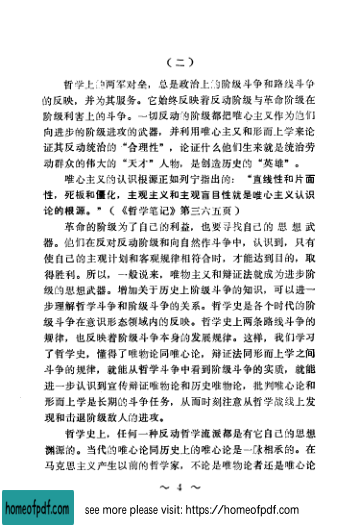 （二）
哲学上的两军对垒，总是政治上的阶级斗争和路线斗争
的反映，并为其服务。它始终反映着反动阶级与革命阶级在
阶级利害上的斗争。一切反动的阶级都把唯心主义作为他们
向进步的阶级进攻的武器，并利用唯心主义和形而上学来论
证其反动统治的“合理性”，论证什么他们生来就是统治劳
动群众的伟大的“天才”人物，是创造历史的“英雄”。
唯心主义的认识根源正如列宁指出的：“直线性和片面
性，死板和僵化，主观主义和主观盲目性就是唯心主义认识
论的根源。”（《哲学笔记》第三六五页）
革命的阶级为了自己的利益，也要寻找自己的思想武
器。他们在反对反动阶级和向自然作斗争中，认识到，只有
使自己的主观计划和客观规律相符合时，才能达到目的，取
得胜利。所以，一般说来，唯物主义和辩证法就成为进步阶
级的思想武器。增加关于历史上阶级斗争的知识，可以进一
步理解哲学斗争和阶级斗争的关系。哲学史是各个时代的阶
级斗争在意识形态领域内的反映。哲学史上两条路线斗争的
规律，也反映着阶级斗争本身的发展规律。这样，我们学习
了哲学史，懂得了唯物论同唯心论，辩证法同形而上学之间
斗争的规律，就能从哲学斗争中看到阶级斗争的实质，就能
进一步认识到宣传辩证唯物论和历史唯物论，批判唯心论和
形而上学是长期的斗争任务，从而时刻注意从哲学战线上发
现和击退阶级敌人的进攻。
哲学史上，任何一种反动哲学流派都是有它自己的思想
渊源的。当代的唯心论同历史上的唯心论是一脉相承的。在
马克思主义产生以前的哲学家，不论是唯物论者还是唯心论
～ 4 ～
homeofpdf.com
see more please visit: https://homeofpdf.com